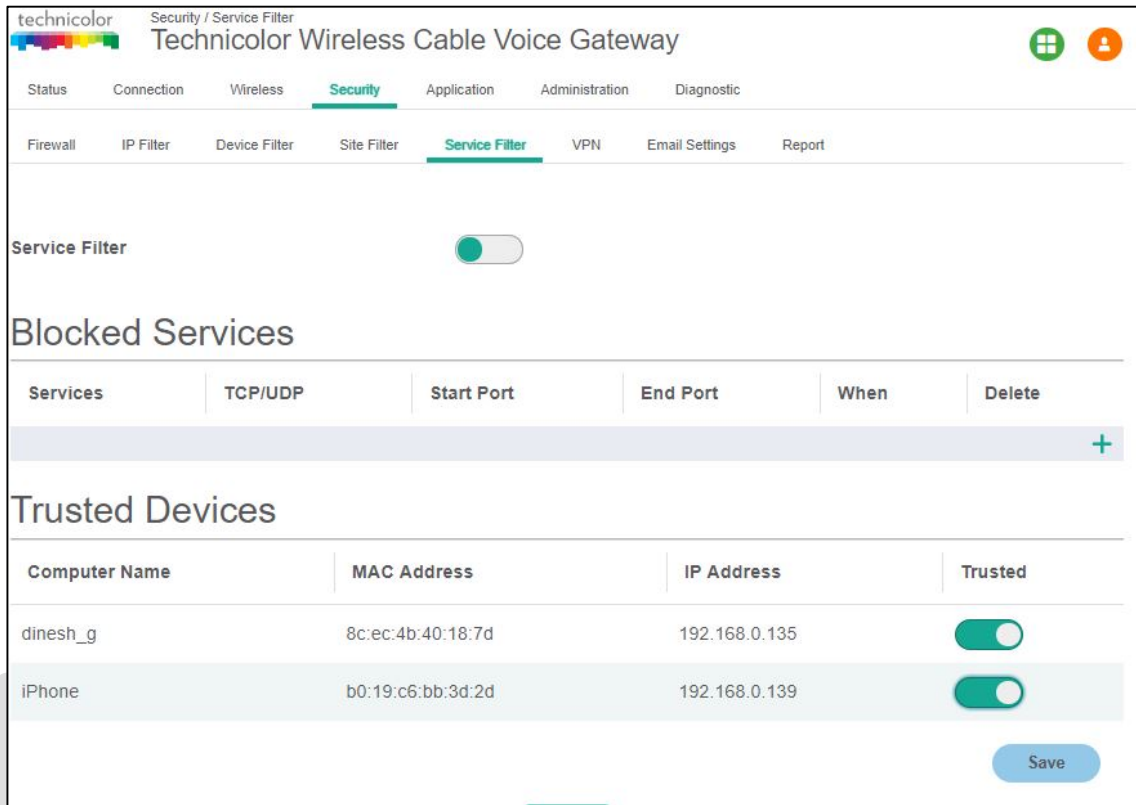 technicolor
Security / Service Filter
Technicolor Wireless Cable Voice Gateway
Status Connection Wireless Security Application Administration Diagnostic
Firewall IP Filter Device Filter Site Filter Service Filter VPN Email Settings Report
Service Filter
Blocked Services
Services TCP/UDP Start Port End Port When Delete
+
Trusted Devices
Computer Name MAC Address IP Address Trusted
dinesh_g 8c:ec:4b:40:18:7d 192.168.0.135
iPhone b0:19:c6:bb:3d:2d 192.168.0.139
Save